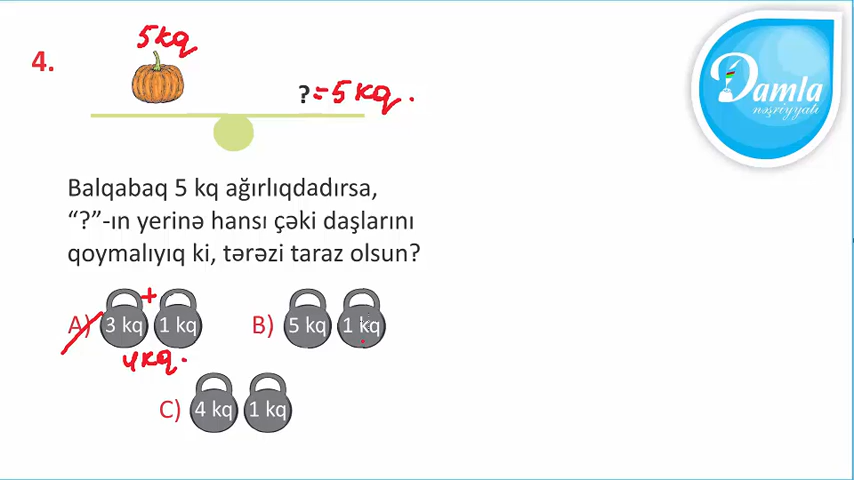 5kq
4.
? = 5 kq.
Damla
nəşriyyatı
Balqabaq 5 kq ağırlıqdadırsa,
“?”-ın yerinə hansı çəki daşlarını
qoymalıyıq ki, tərəzi taraz olsun?
A) 3 kq + 1 kq B) 5 kq 1 kq
4kq.
C) 4 kq 1 kq